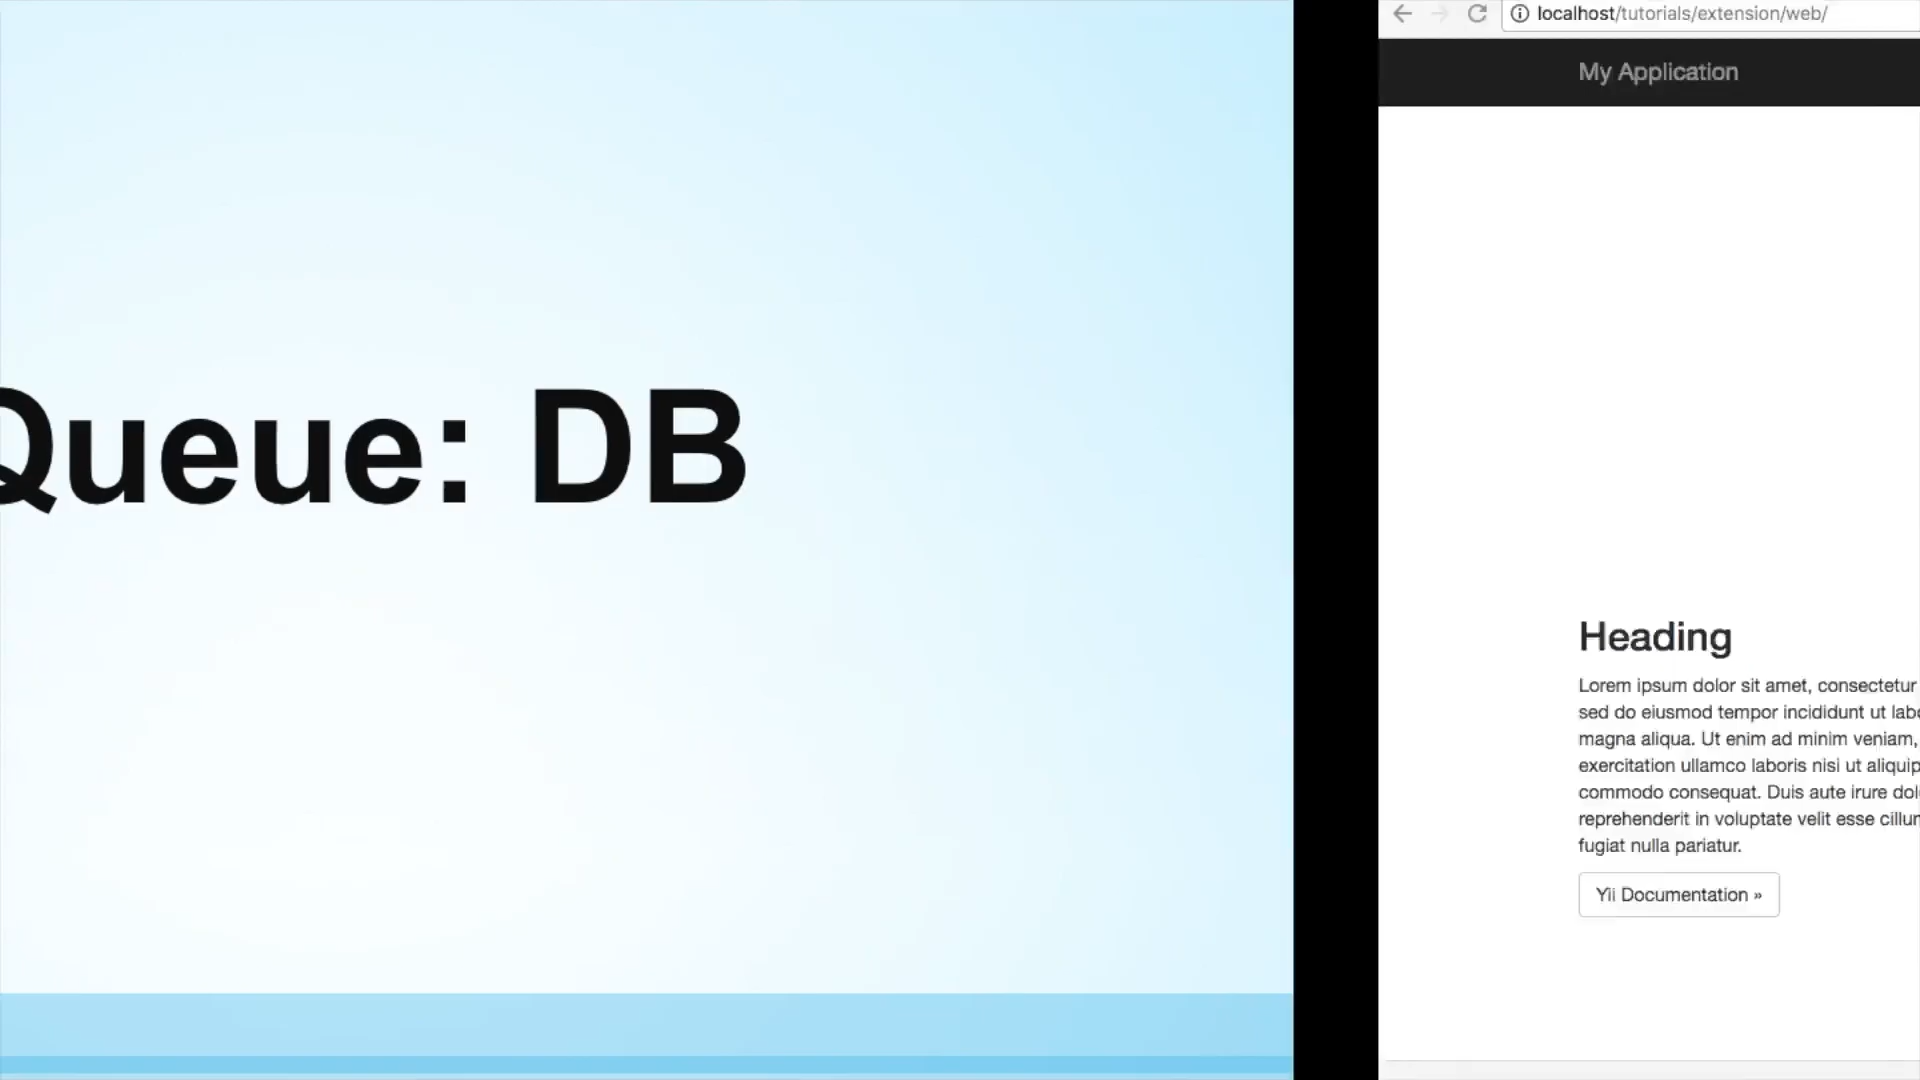 Queue: DB
localhost/tutorials/extension/web/
My Application
Heading
Lorem ipsum dolor sit amet, consectetur
sed do eiusmod tempor incididunt ut
magna aliqua. Ut enim ad minim veniam,
exercitation ullamco laboris nisi ut
commodo consequat. Duis aute irure
reprehenderit in voluptate velit esse
fugiat nulla pariatur.
Yii Documentation »